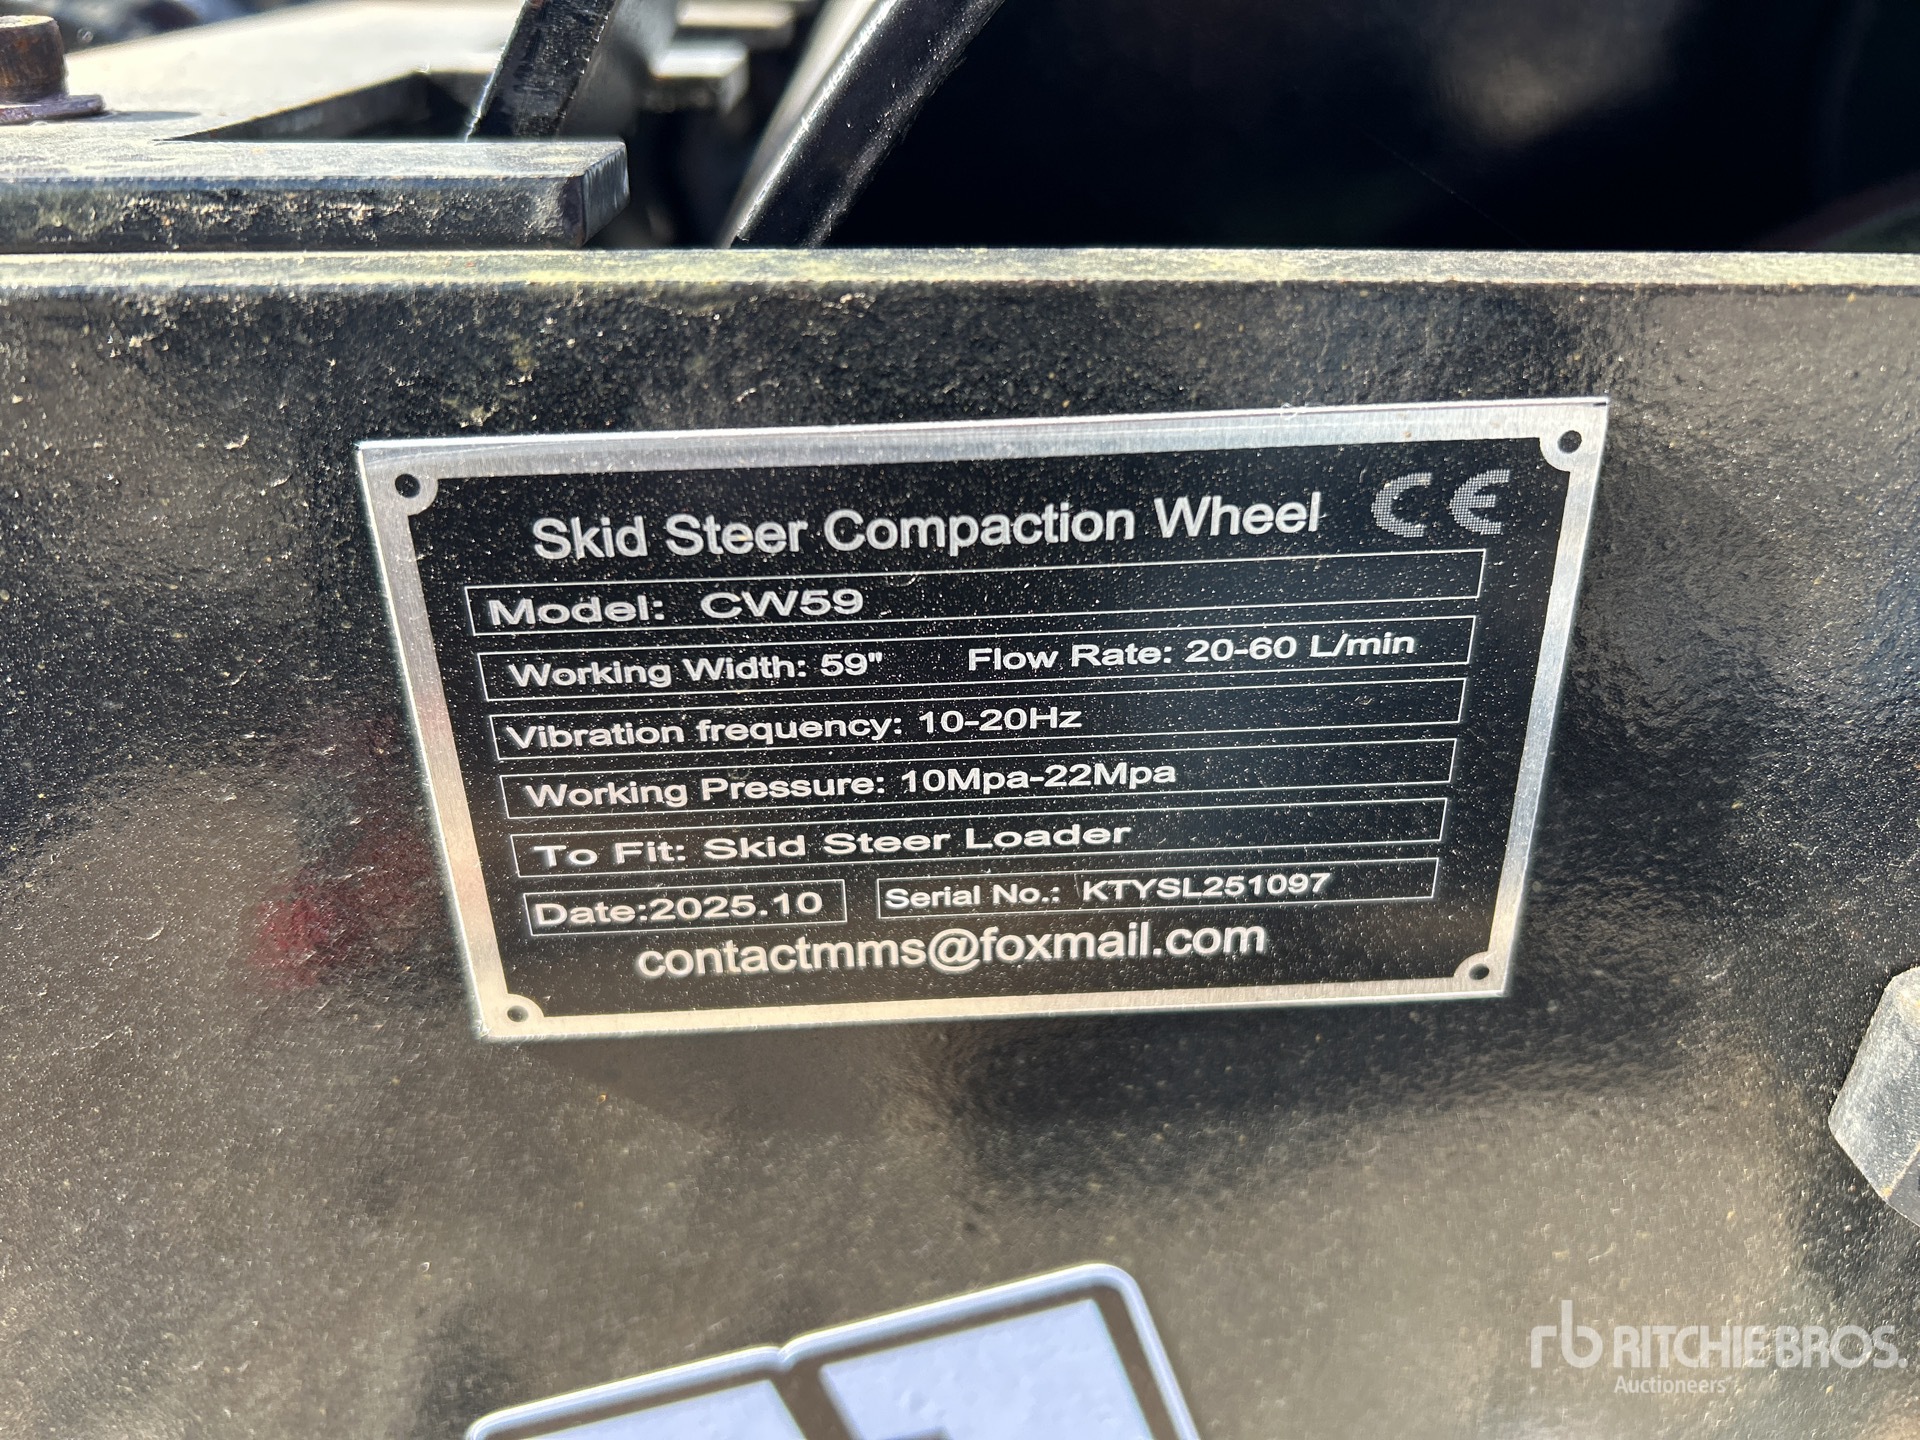 Skid Steer Compaction Wheel CE
Model: CW59
Working Width: 59" Flow Rate: 20-60 L/min
Vibration frequency: 10-20Hz
Working Pressure: 10Mpa-22Mpa
To Fit: Skid Steer Loader
Date:2025.10 Serial No.: KTYSL251097
contactmms@foxmail.com
rb RITCHIE BROS.
Auctioneers